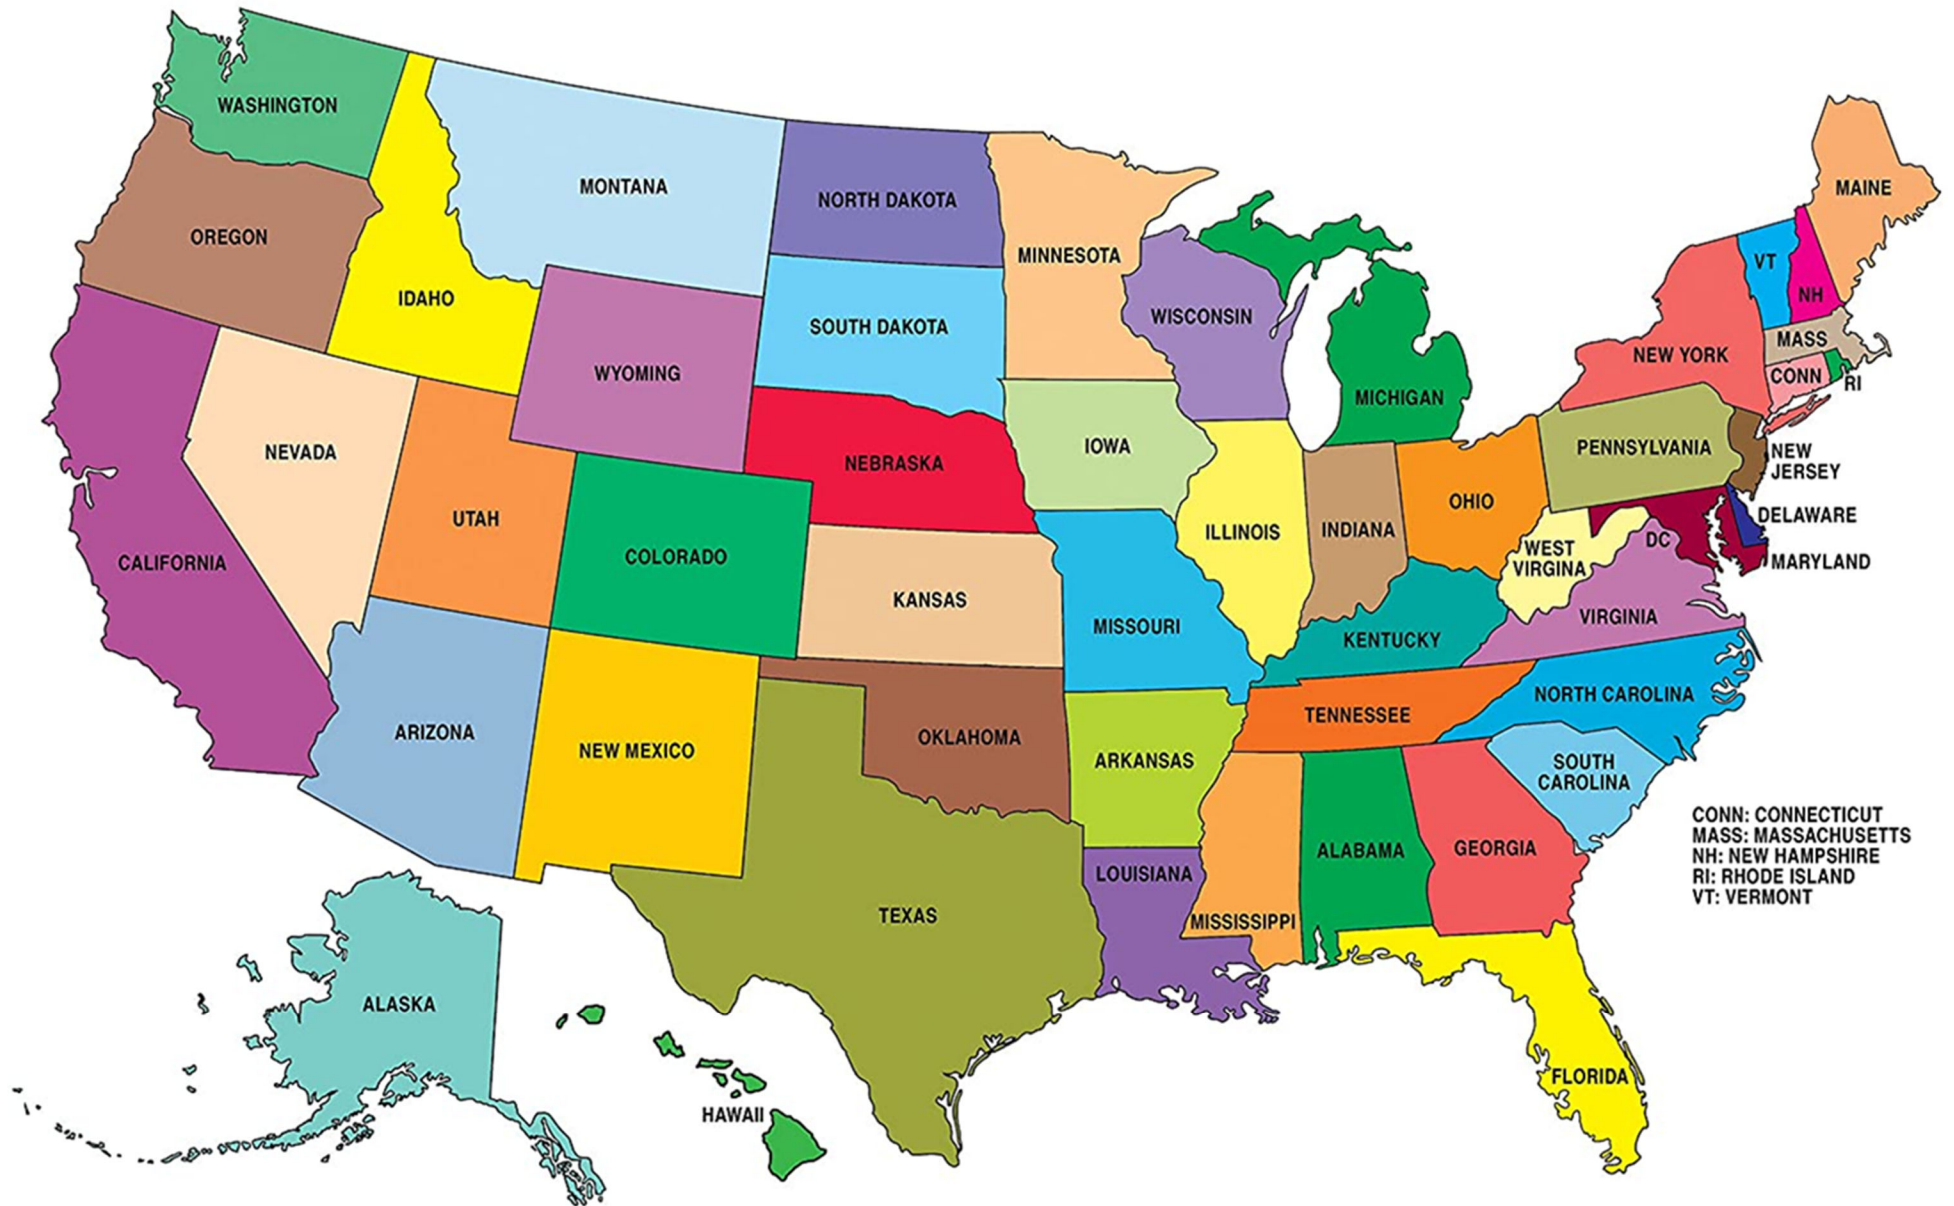 WASHINGTON
OREGON
IDAHO
MONTANA
NORTH DAKOTA
MINNESOTA
MAINE
VT
NH
SOUTH DAKOTA
WISCONSIN
MICHIGAN
NEW YORK
MASS
CONN
RI
WYOMING
NEVADA
UTAH
COLORADO
NEBRASKA
IOWA
ILLINOIS
INDIANA
OHIO
PENNSYLVANIA
NEW
JERSEY
DELAWARE
MARYLAND
DC
WEST
VIRGINA
VIRGINIA
CALIFORNIA
KANSAS
MISSOURI
KENTUCKY
ARIZONA
NEW MEXICO
OKLAHOMA
ARKANSAS
TENNESSEE
NORTH CAROLINA
SOUTH
CAROLINA
TEXAS
LOUISIANA
MISSISSIPPI
ALABAMA
GEORGIA
FLORIDA
ALASKA
HAWAII
CONN: CONNECTICUT
MASS: MASSACHUSETTS
NH: NEW HAMPSHIRE
RI: RHODE ISLAND
VT: VERMONT